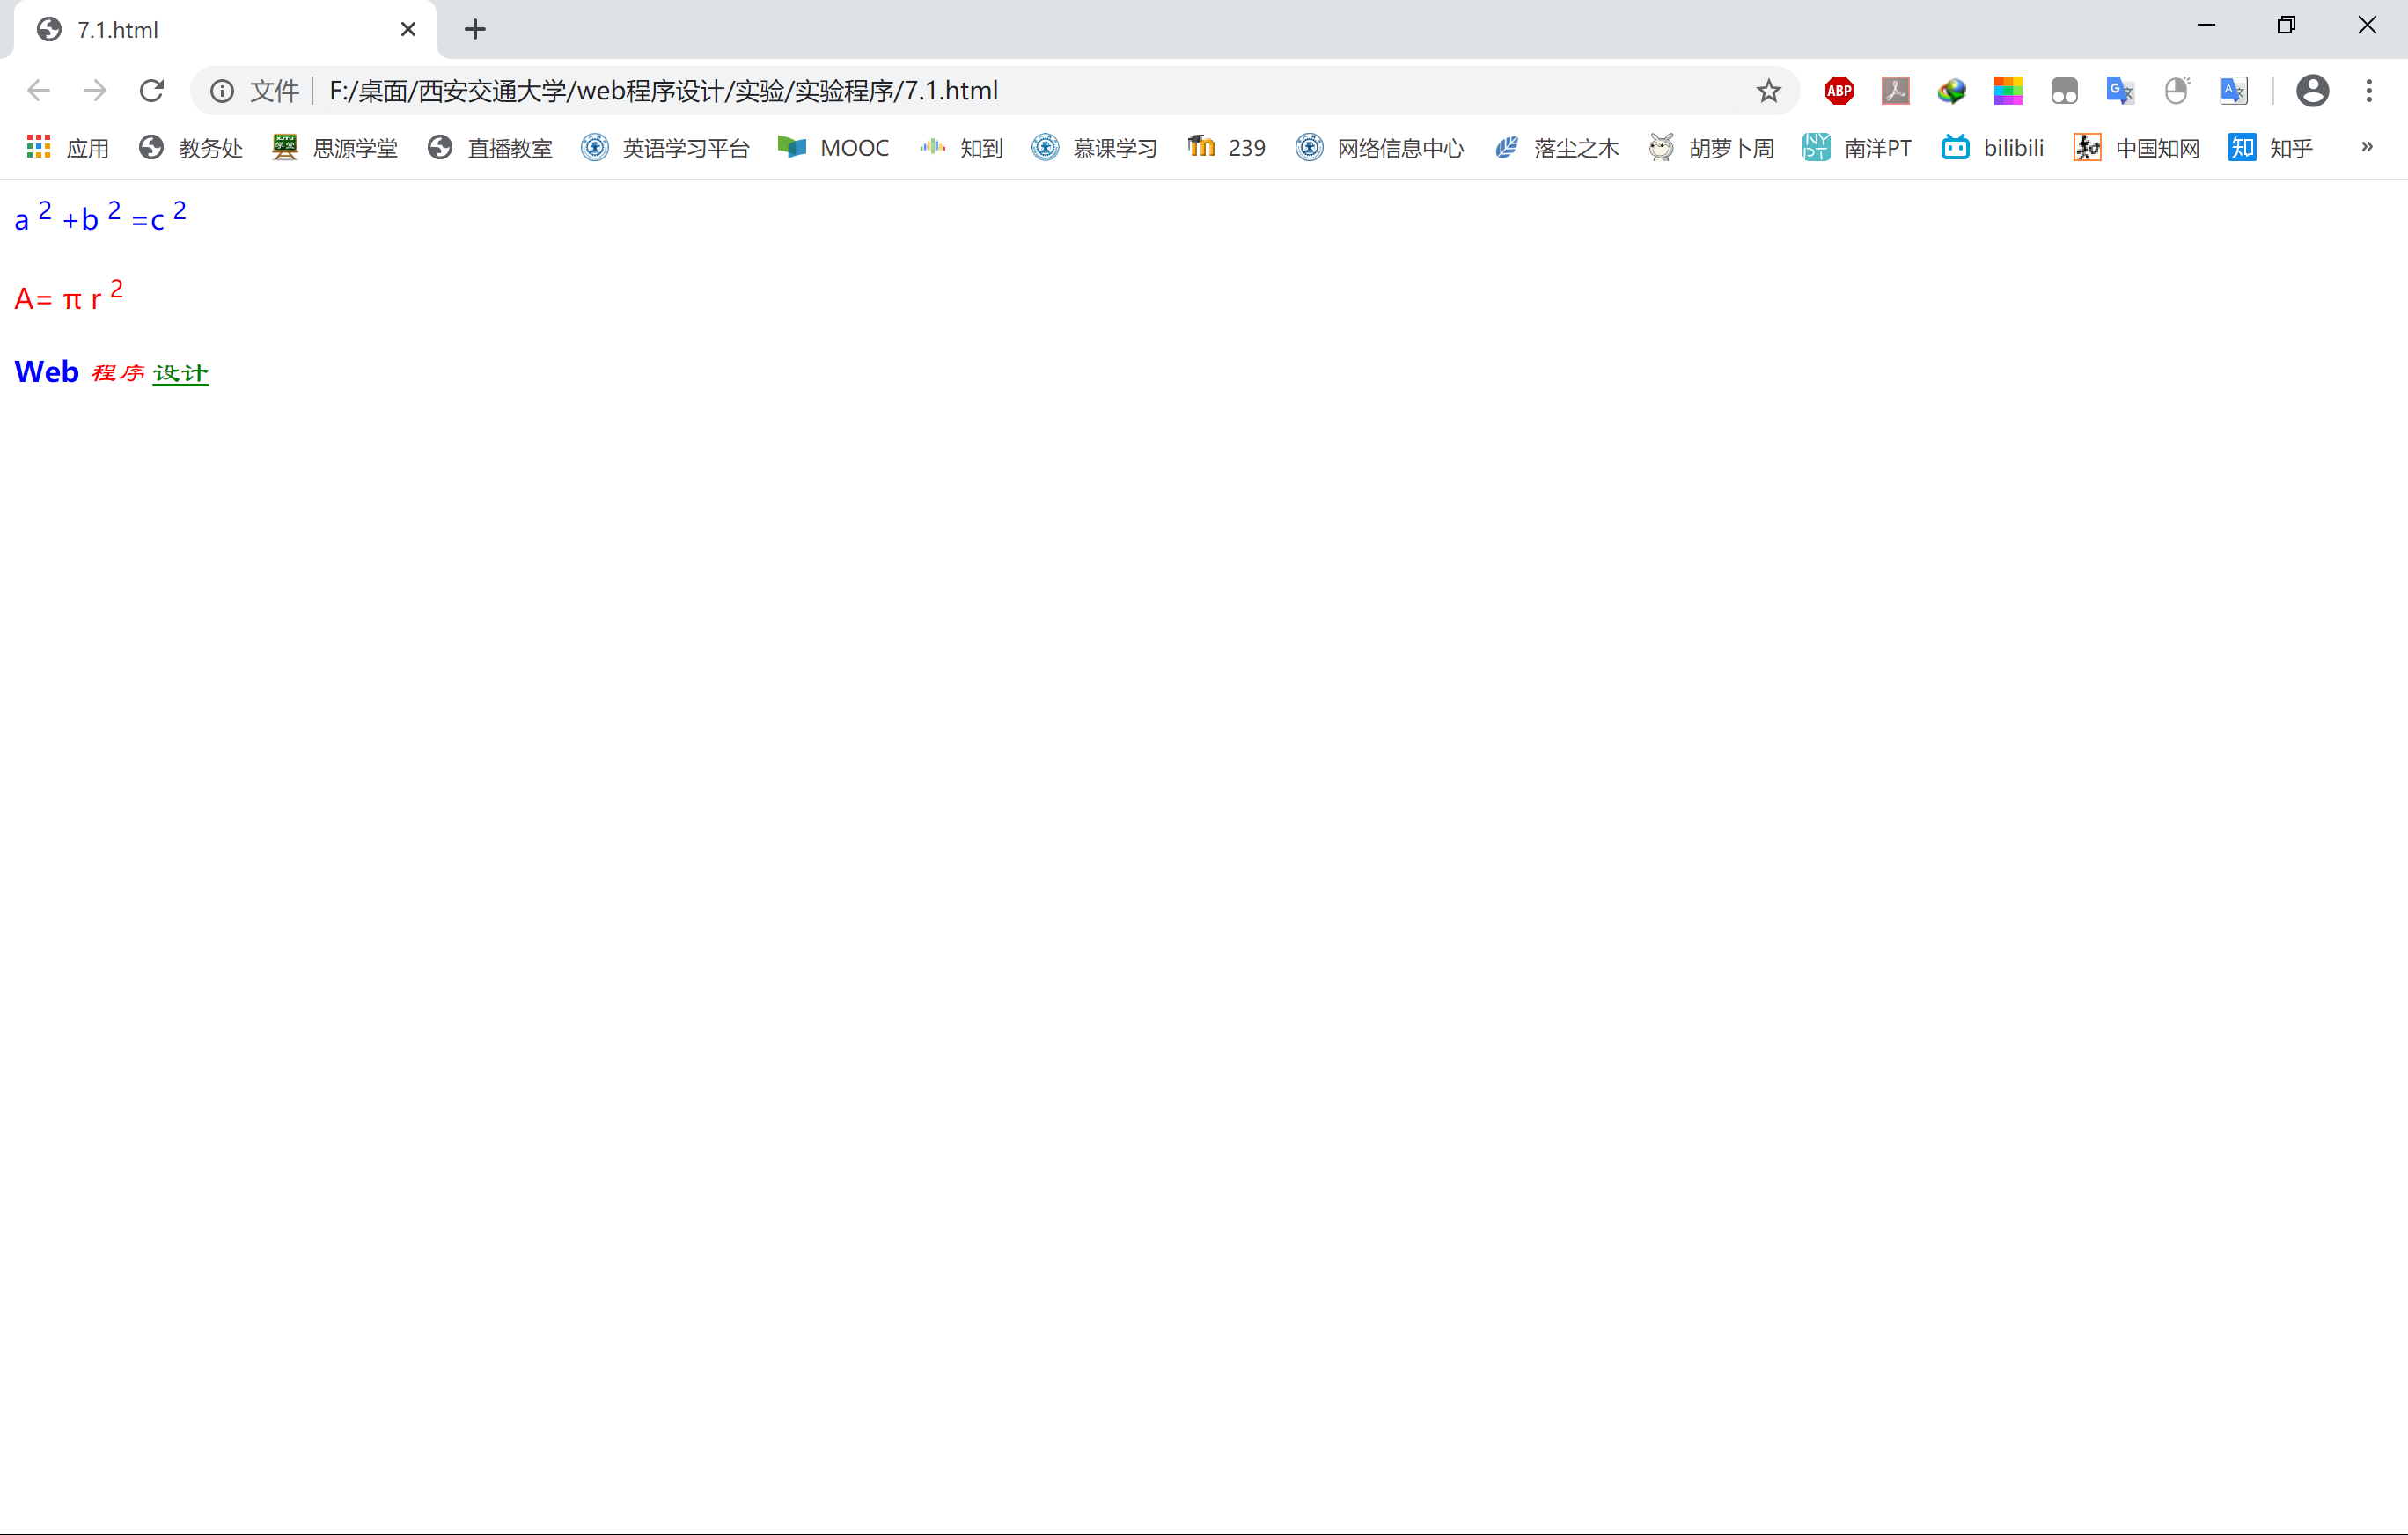 7.1.html
文件 F:/桌面/西安交通大学/web程序设计/实验/实验程序/7.1.html ABP
应用 教务处 思源学堂 直播教室 英语学习平台 MOOC 知到 慕课学习 239 网络信息中心 落尘之木 胡萝卜周 南洋PT bilibili 中国知网 知 知乎 »
a 2 +b 2 =c 2
A= π r 2
Web 程序 设计